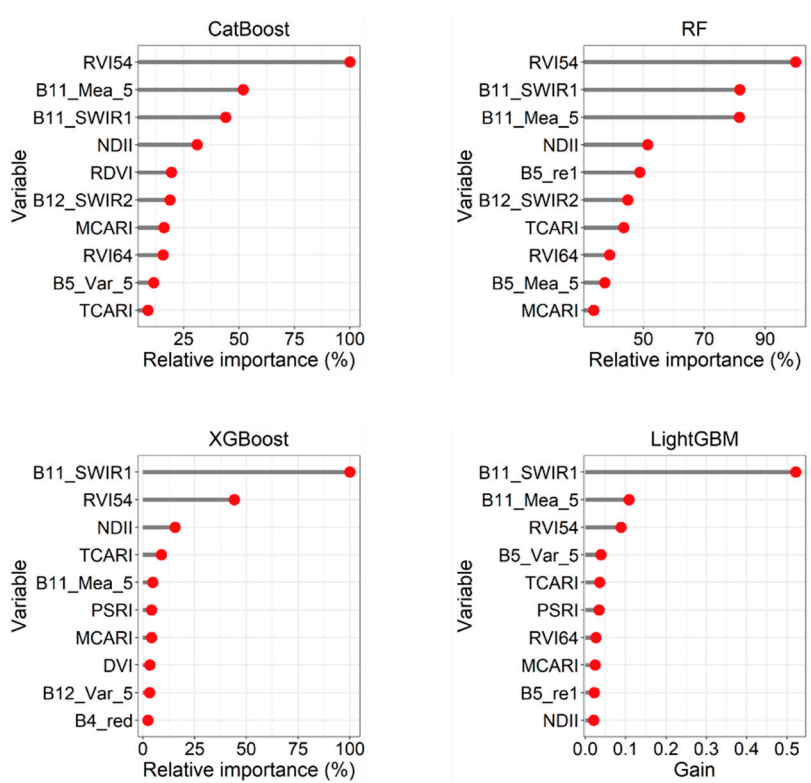 CatBoost
Variable
RVI54
B11_Mea_5
B11_SWIR1
NDII
RDVI
B12_SWIR2
MCARI
RVI64
B5_Var_5
TCARI
25 50 75 100
Relative importance (%)
RF
RVI54
B11_SWIR1
B11_Mea_5
NDII
B5_re1
B12_SWIR2
TCARI
RVI64
B5_Mea_5
MCARI
Variable
50 70 90
Relative importance (%)
XGBoost
Variable
B11_SWIR1
RVI54
NDII
TCARI
B11_Mea_5
PSRI
MCARI
DVI
B12_Var_5
B4_red
0 25 50 75 100
Relative importance (%)
LightGBM
Variable
B11_SWIR1
B11_Mea_5
RVI54
B5_Var_5
TCARI
PSRI
RVI64
MCARI
B5_re1
NDII
0.0 0.1 0.2 0.3 0.4 0.5
Gain